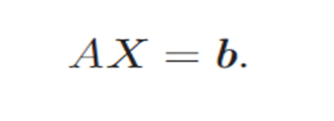 AX = b.